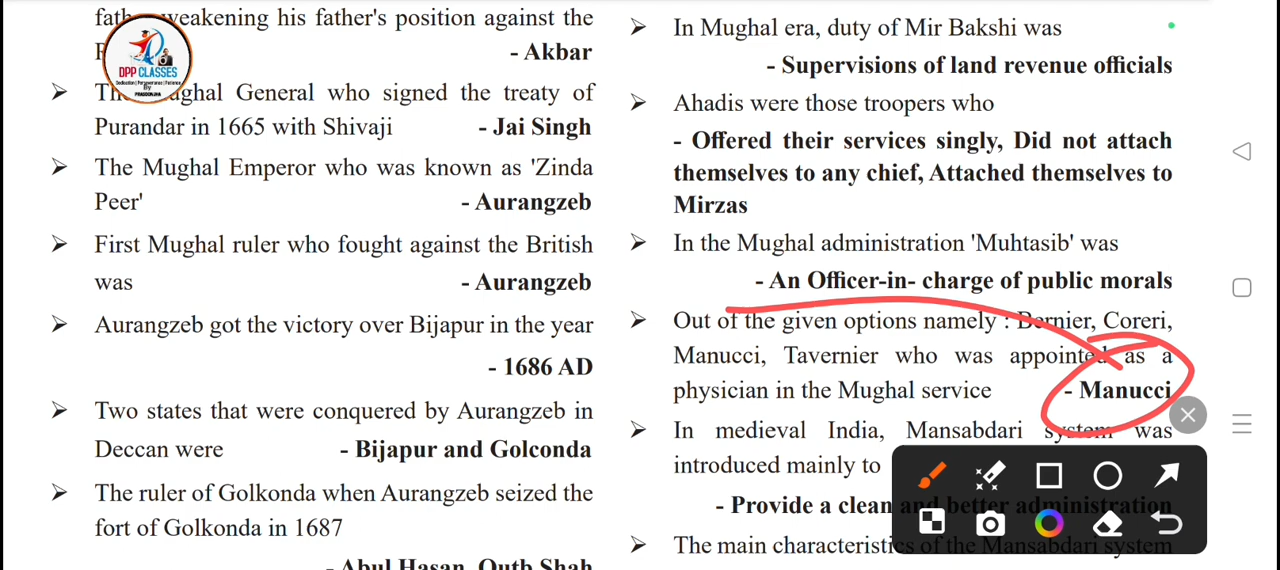 father weakening his father's position against the
- Akbar
DPP CLASSES
By
The Mughal General who signed the treaty of
Purandar in 1665 with Shivaji - Jai Singh
The Mughal Emperor who was known as 'Zinda
Peer' - Aurangzeb
First Mughal ruler who fought against the British
was - Aurangzeb
Aurangzeb got the victory over Bijapur in the year
- 1686 AD
Two states that were conquered by Aurangzeb in
Deccan were - Bijapur and Golconda
The ruler of Golkonda when Aurangzeb seized the
fort of Golkonda in 1687
- Abul Hasan, Qutb Shah
In Mughal era, duty of Mir Bakshi was
- Supervisions of land revenue officials
Ahadis were those troopers who
- Offered their services singly, Did not attach
themselves to any chief, Attached themselves to
Mirzas
In the Mughal administration 'Muhtasib' was
- An Officer-in- charge of public morals
Out of the given options namely : Bernier, Coreri,
Manucci, Tavernier who was appointed as a
physician in the Mughal service - Manucci
In medieval India, Mansabdari system was
introduced mainly to
- Provide a clean and better administration
The main characteristics of the Mansabdari system